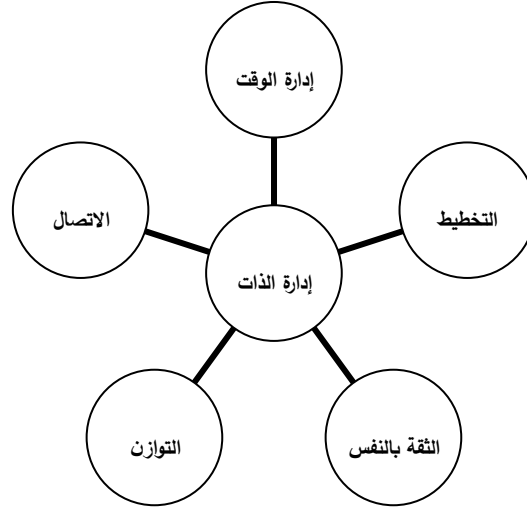 إدارة الوقت
التخطيط
الاتصال
إدارة الذات
الثقة بالنفس
التوازن